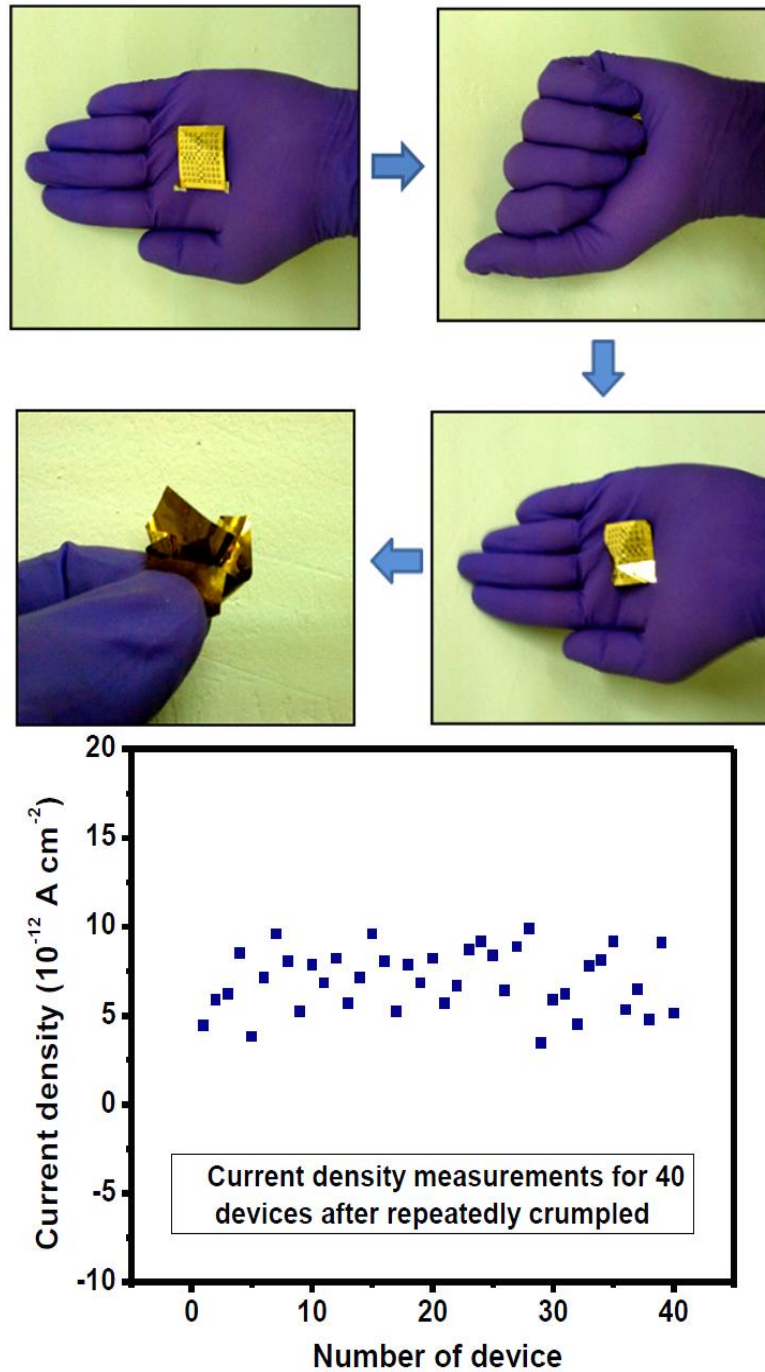 20
15
10
5
0
-5
-10
Current density (10⁻¹² A cm⁻²)
Current density measurements for 40
devices after repeatedly crumpled
0 10 20 30 40
Number of device